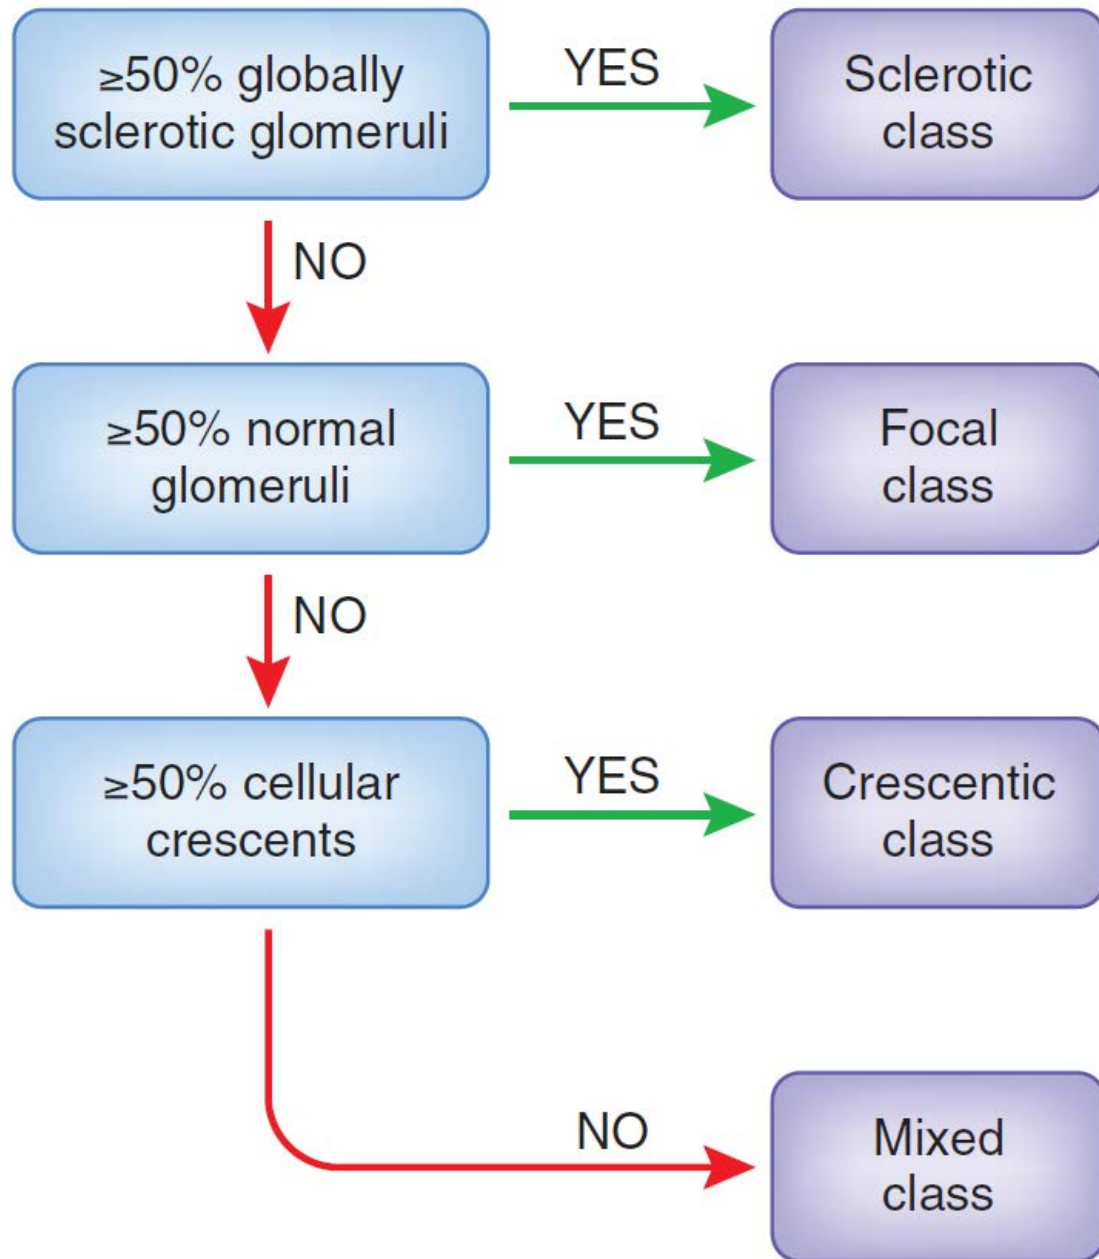 ≥50% globally
sclerotic glomeruli
YES
Sclerotic
class
NO
≥50% normal
glomeruli
YES
Focal
class
NO
≥50% cellular
crescents
YES
Crescentic
class
NO
Mixed
class